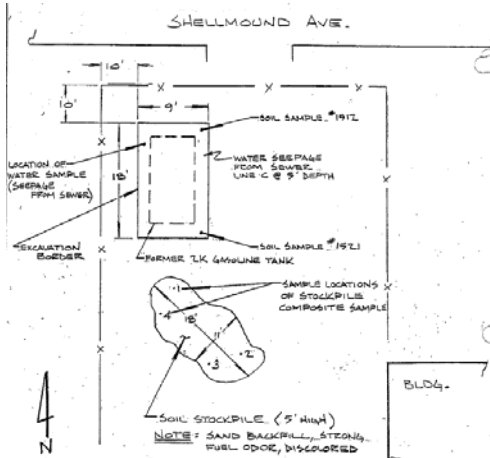 SHELLMOUND AVE.
10'
10'
9'
SOIL SAMPLE #1912
LOCATION OF
WATER SAMPLE
(SEEPAGE
FROM SEWER)
18'
WATER SEEPAGE
FROM SEWER
LINE C @ 5' DEPTH
EXCAVATION
BORDER
FORMER 2K GASOLINE TANK
SOIL SAMPLE #1521
SAMPLE LOCATIONS
OF STOCKPILE
COMPOSITE SAMPLE
1
4
18'
11'
2
3
BLDG.
SOIL STOCKPILE (5' HIGH)
NOTE: SAND BACKFILL, STRONG
FUEL ODOR, DISCOLORED
N